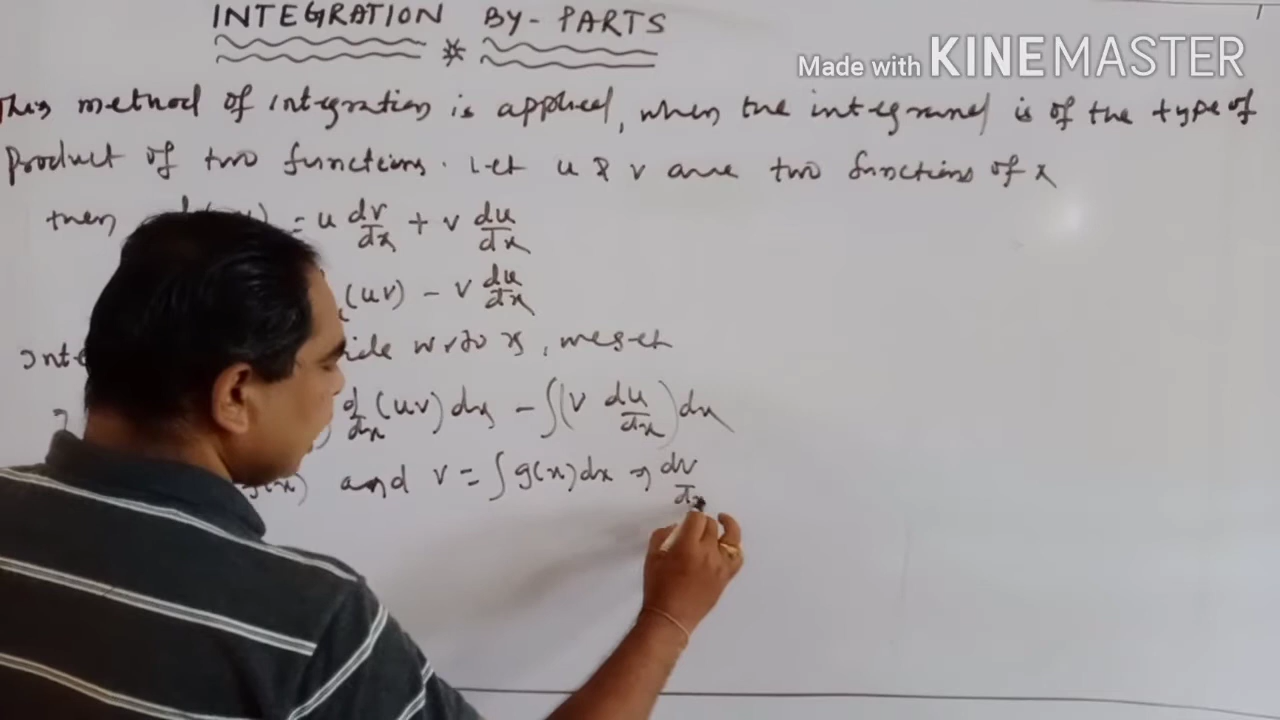 INTEGRATION BY-PARTS
Made with KINEMASTER
This method of integration is applied, when the integrand is of the type of
product of two functions. Let u & v are two functions of x
then = u dv/dx + v du/dx
(uv) - v du/dx
Inte side w.r.to x, we get
d/dx (uv) dx - ∫(v du/dx) dx
g(x) and v = ∫ g(x) dx ⇒ dv/dx